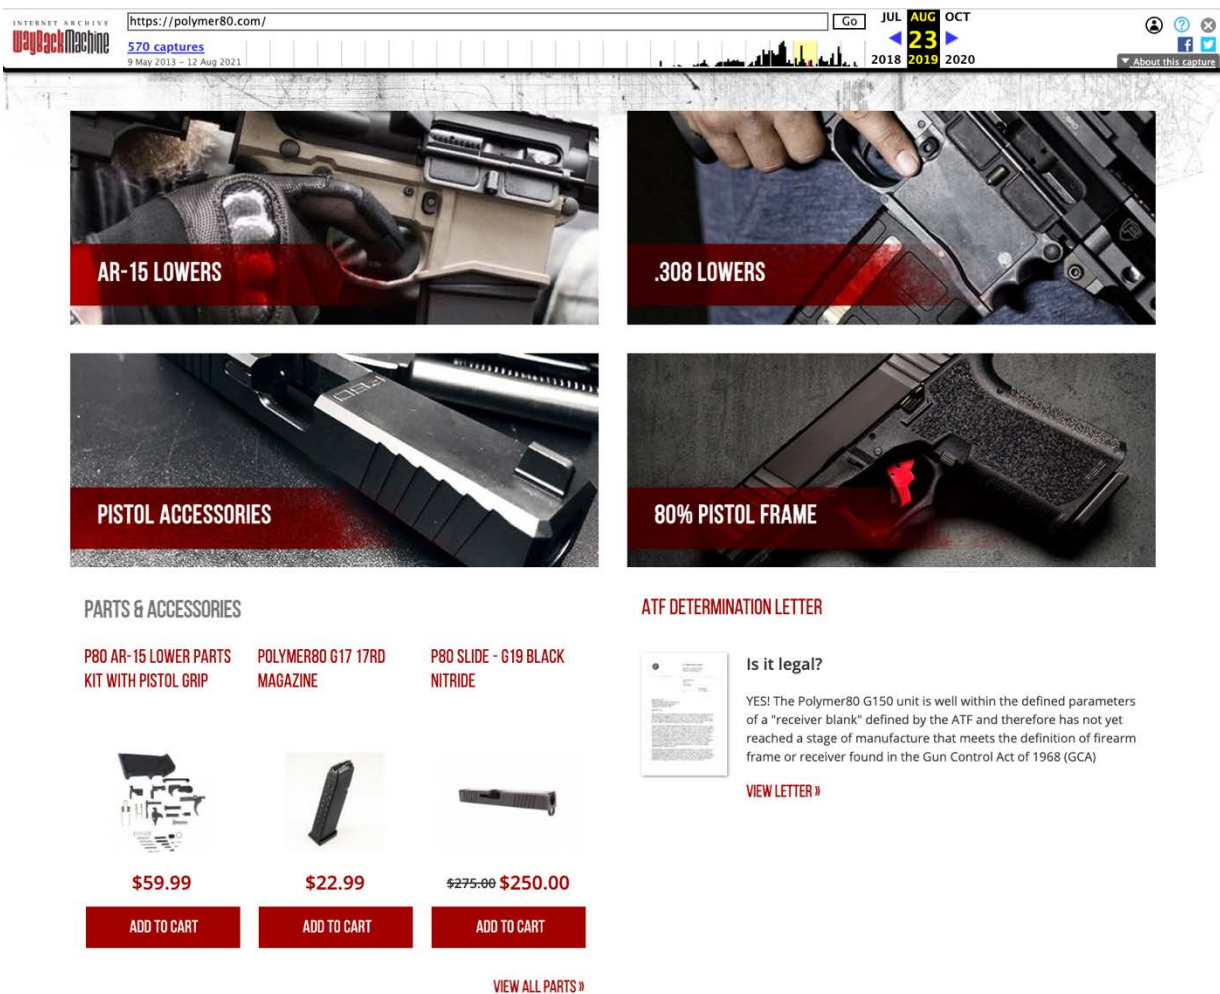 INTERNET ARCHIVE
WayBackMachine
https://polymer80.com/
Go
JUL AUG OCT
570 captures
23
9 May 2013 - 12 Aug 2021
2018 2019 2020
About this capture
AR-15 LOWERS
.308 LOWERS
P80
PISTOL ACCESSORIES
80% PISTOL FRAME
PARTS & ACCESSORIES
P80 AR-15 LOWER PARTS
KIT WITH PISTOL GRIP
POLYMER80 G17 17RD
MAGAZINE
P80 SLIDE - G19 BLACK
NITRIDE
$59.99
$22.99
$275.00 $250.00
ADD TO CART
ADD TO CART
ADD TO CART
VIEW ALL PARTS »
ATF DETERMINATION LETTER
Is it legal?
YES! The Polymer80 G150 unit is well within the defined parameters
of a "receiver blank" defined by the ATF and therefore has not yet
reached a stage of manufacture that meets the definition of firearm
frame or receiver found in the Gun Control Act of 1968 (GCA)
VIEW LETTER »